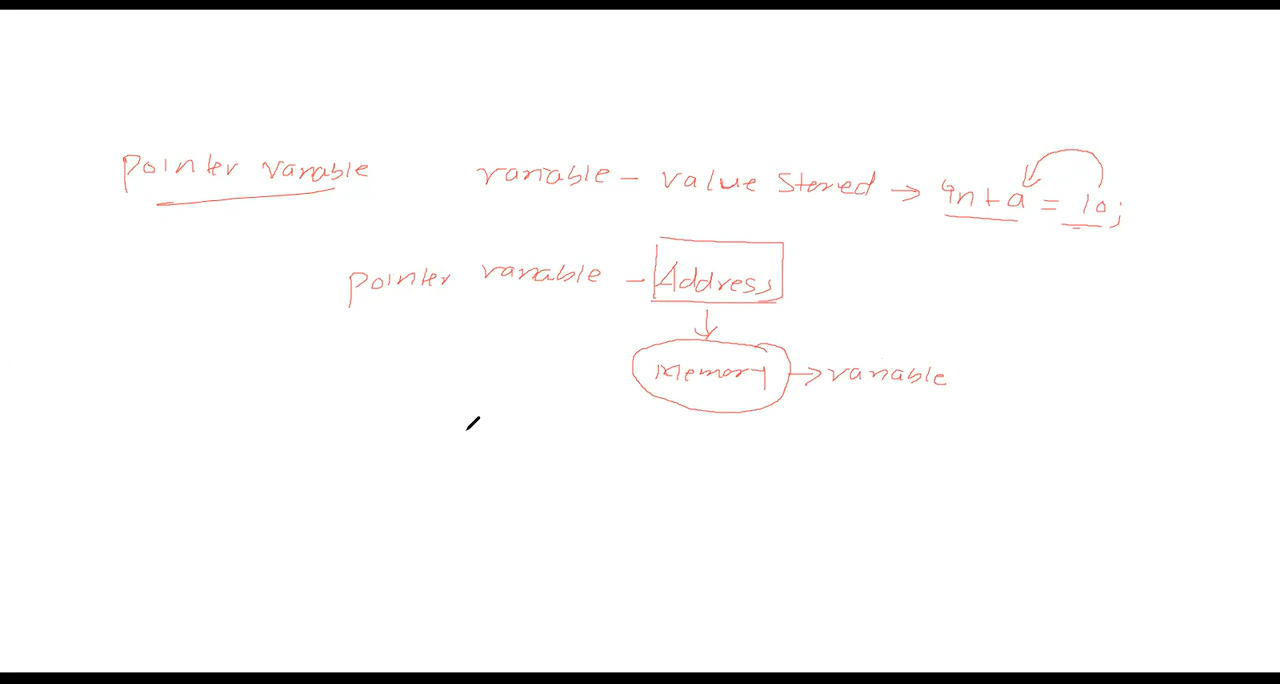 Pointer variable
variable - value stored → int a = 10;
pointer variable - Address
Memory → variable